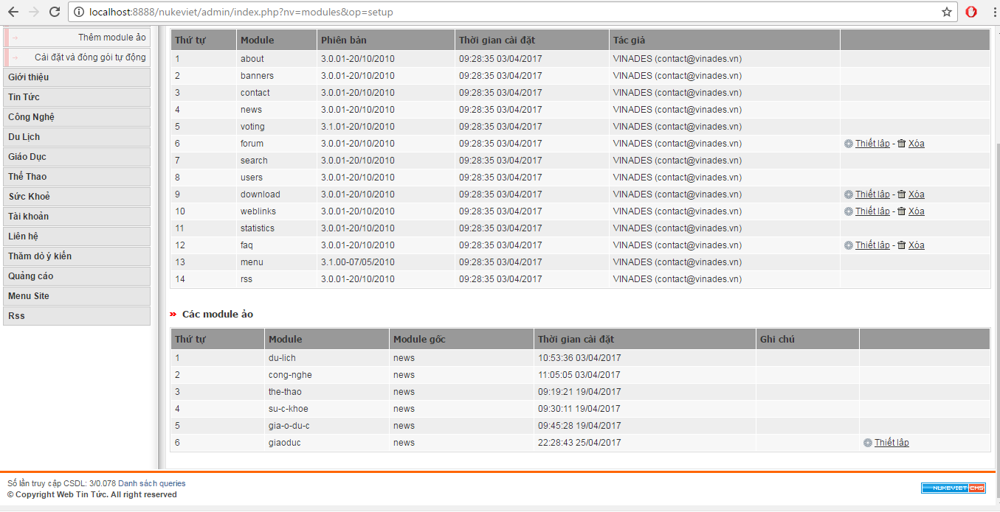 localhost:8888/nukeviet/admin/index.php?nv=modules&op=setup
Thêm module ảo
Cài đặt và đóng gói tự động
Giới thiệu
Tin Tức
Công Nghệ
Du Lịch
Giáo Dục
Thể Thao
Sức Khoẻ
Tài khoản
Liên hệ
Thăm dò ý kiến
Quảng cáo
Menu Site
Rss
Thứ tự Module Phiên bản Thời gian cài đặt Tác giả
1 about 3.0.01-20/10/2010 09:28:35 03/04/2017 VINADES (contact@vinades.vn)
2 banners 3.0.01-20/10/2010 09:28:35 03/04/2017 VINADES (contact@vinades.vn)
3 contact 3.0.01-20/10/2010 09:28:35 03/04/2017 VINADES (contact@vinades.vn)
4 news 3.0.01-20/10/2010 09:28:35 03/04/2017 VINADES (contact@vinades.vn)
5 voting 3.1.01-20/10/2010 09:28:35 03/04/2017 VINADES (contact@vinades.vn)
6 forum 3.0.01-20/10/2010 09:28:35 03/04/2017 VINADES (contact@vinades.vn) Thiết lập - Xóa
7 search 3.0.01-20/10/2010 09:28:35 03/04/2017 VINADES (contact@vinades.vn)
8 users 3.0.01-20/10/2010 09:28:35 03/04/2017 VINADES (contact@vinades.vn)
9 download 3.0.01-20/10/2010 09:28:35 03/04/2017 VINADES (contact@vinades.vn) Thiết lập - Xóa
10 weblinks 3.0.01-20/10/2010 09:28:35 03/04/2017 VINADES (contact@vinades.vn) Thiết lập - Xóa
11 statistics 3.0.01-20/10/2010 09:28:35 03/04/2017 VINADES (contact@vinades.vn)
12 faq 3.0.01-20/10/2010 09:28:35 03/04/2017 VINADES (contact@vinades.vn) Thiết lập - Xóa
13 menu 3.1.00-07/05/2010 09:28:35 03/04/2017 VINADES (contact@vinades.vn)
14 rss 3.0.01-20/10/2010 09:28:35 03/04/2017 VINADES (contact@vinades.vn)
Các module ảo
Thứ tự Module Module gốc Thời gian cài đặt Ghi chú
1 du-lich news 10:53:36 03/04/2017
2 cong-nghe news 11:05:05 03/04/2017
3 the-thao news 09:19:21 19/04/2017
4 su-c-khoe news 09:30:11 19/04/2017
5 gia-o-du-c news 09:45:28 19/04/2017
6 giaoduc news 22:28:43 25/04/2017 Thiết lập
Số lần truy cập CSDL: 3/0.078 Danh sách queries
© Copyright Web Tin Tức. All right reserved
NUKEVIET CMS